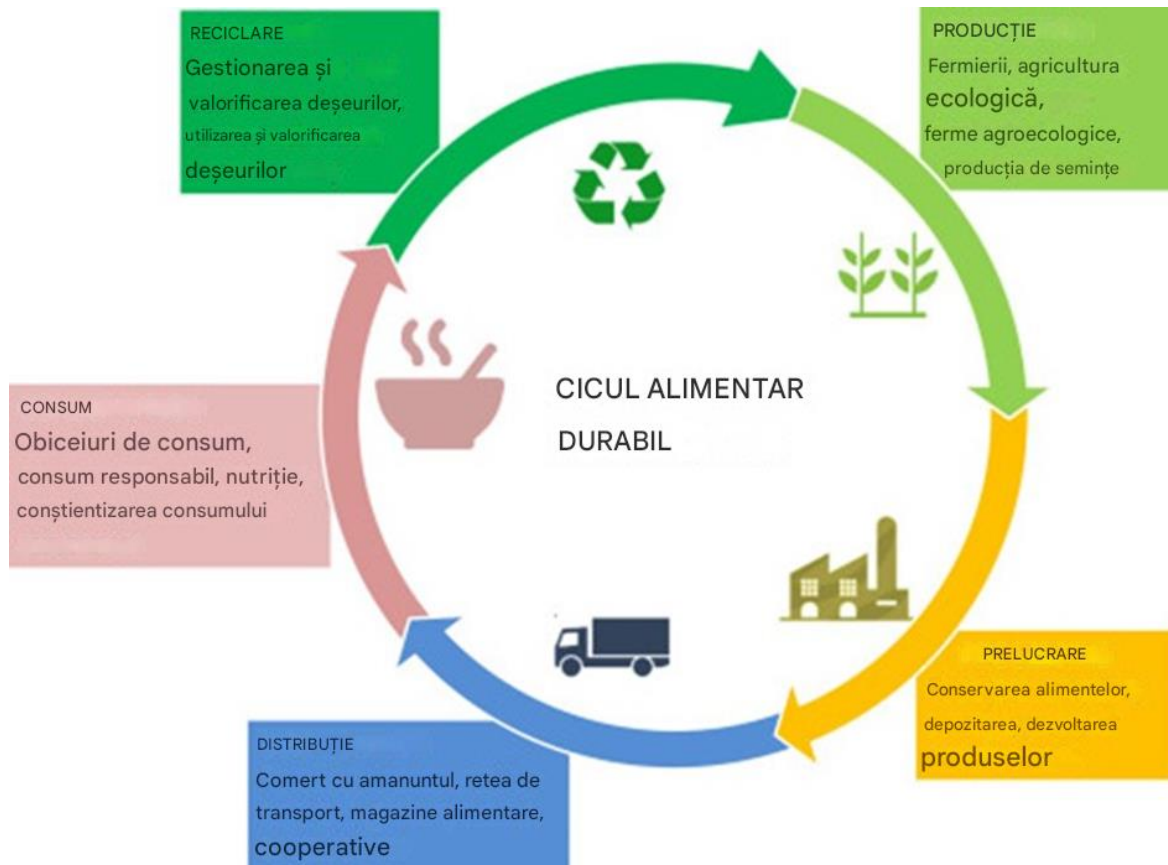 RECICLARE
Gestionarea și
valorificarea deșeurilor,
utilizarea și valorificarea
deșeurilor
PRODUCȚIE
Fermierii, agricultura
ecologică,
ferme agroecologice,
producția de semințe
CICUL ALIMENTAR
DURABIL
CONSUM
Obiceiuri de consum,
consum responsabil, nutriție,
conștientizarea consumului
PRELUCRARE
Conservarea alimentelor,
depozitarea, dezvoltarea
produselor
DISTRIBUȚIE
Comert cu amanuntul, retea de
transport, magazine alimentare,
cooperative